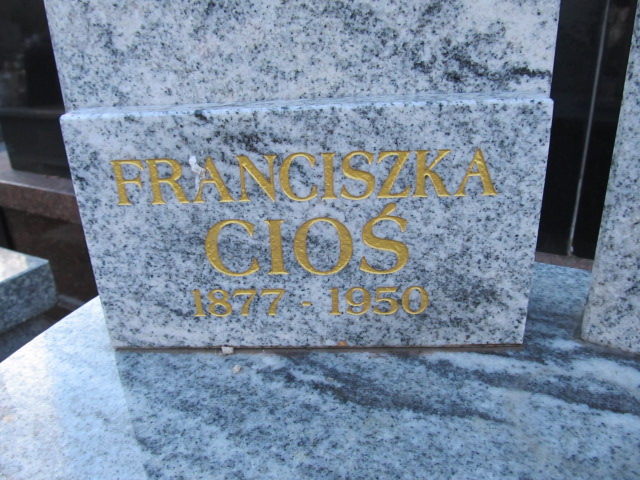 FRANCISZKA
CIOŚ
1877 - 1950